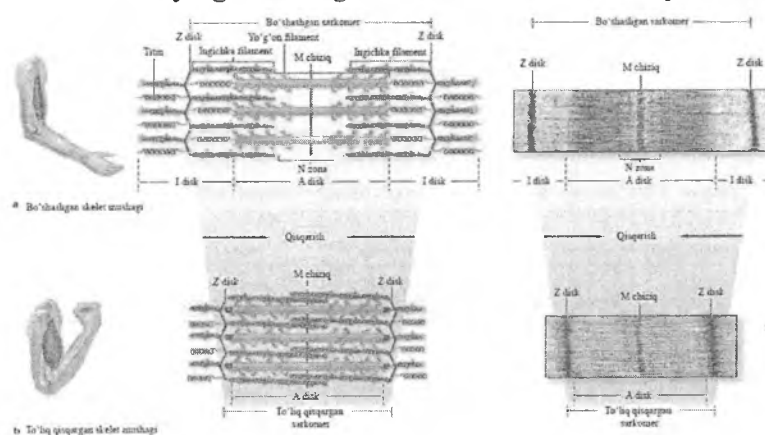 Bo'shashgan sarkomer
Z disk Ingichka filament Yo'g'on filament M chiziq Ingichka filament Z disk
Titin
N zona
I disk A disk I disk
Bo'shashgan sarkomer
Z disk M chiziq Z disk
N zona
I disk A disk I disk
a Bo'shashgan skelet mushagi
Qisqarish
Z disk M chiziq Z disk
A disk
To'liq qisqargan
sarkomer
Qisqarish
Z disk M chiziq Z disk
A disk
To'liq qisqargan
sarkomer
b To'liq qisqargan skelet mushagi